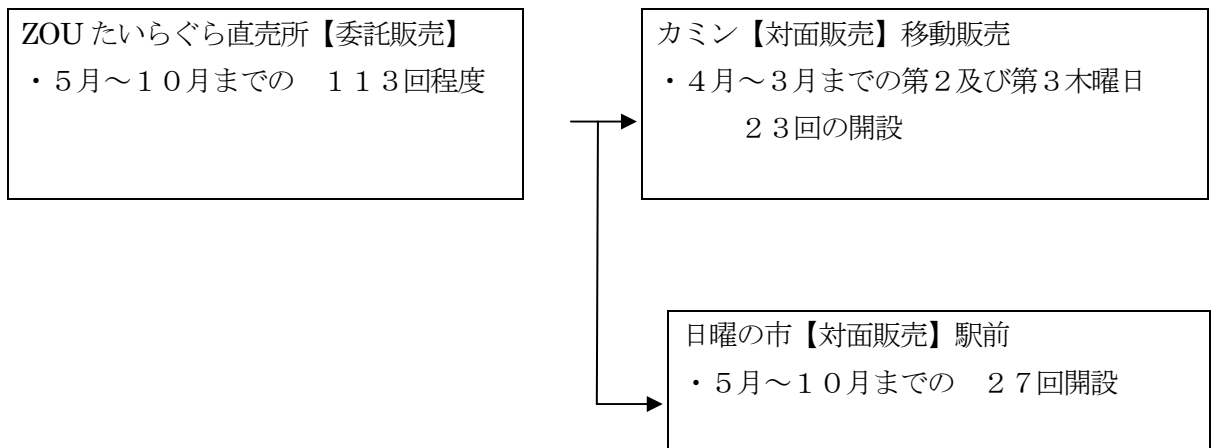 ZOU たいらぐら直売所【委託販売】
・５月～１０月までの　１１３回程度
カミン【対面販売】移動販売
・４月～３月までの第２及び第３木曜日
２３回の開設
日曜の市【対面販売】駅前
・５月～１０月までの　２７回開設